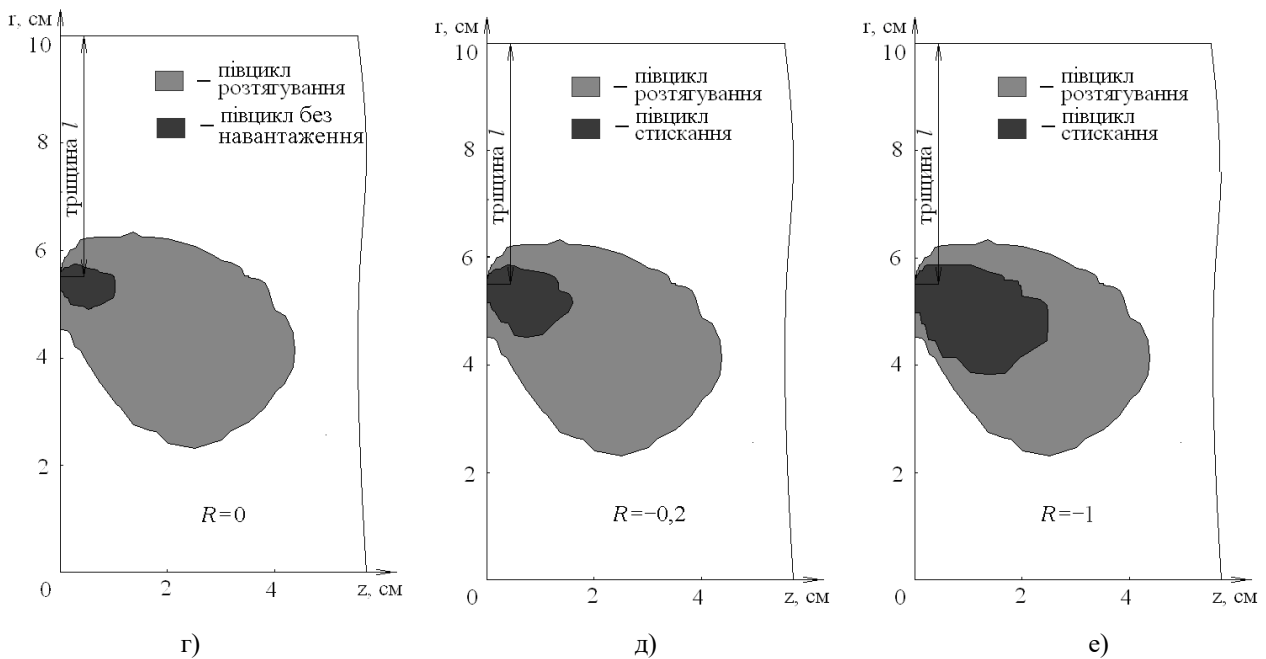 r, см
10
8
6
4
2
0
2
4
z, см
тріщина l
– півцикл
розтягування
– півцикл без
навантаження
R=0
г)
r, см
10
8
6
4
2
0
2
4
z, см
тріщина l
– півцикл
розтягування
– півцикл
стискання
R=−0,2
д)
r, см
10
8
6
4
2
0
2
4
z, см
тріщина l
– півцикл
розтягування
– півцикл
стискання
R=−1
е)